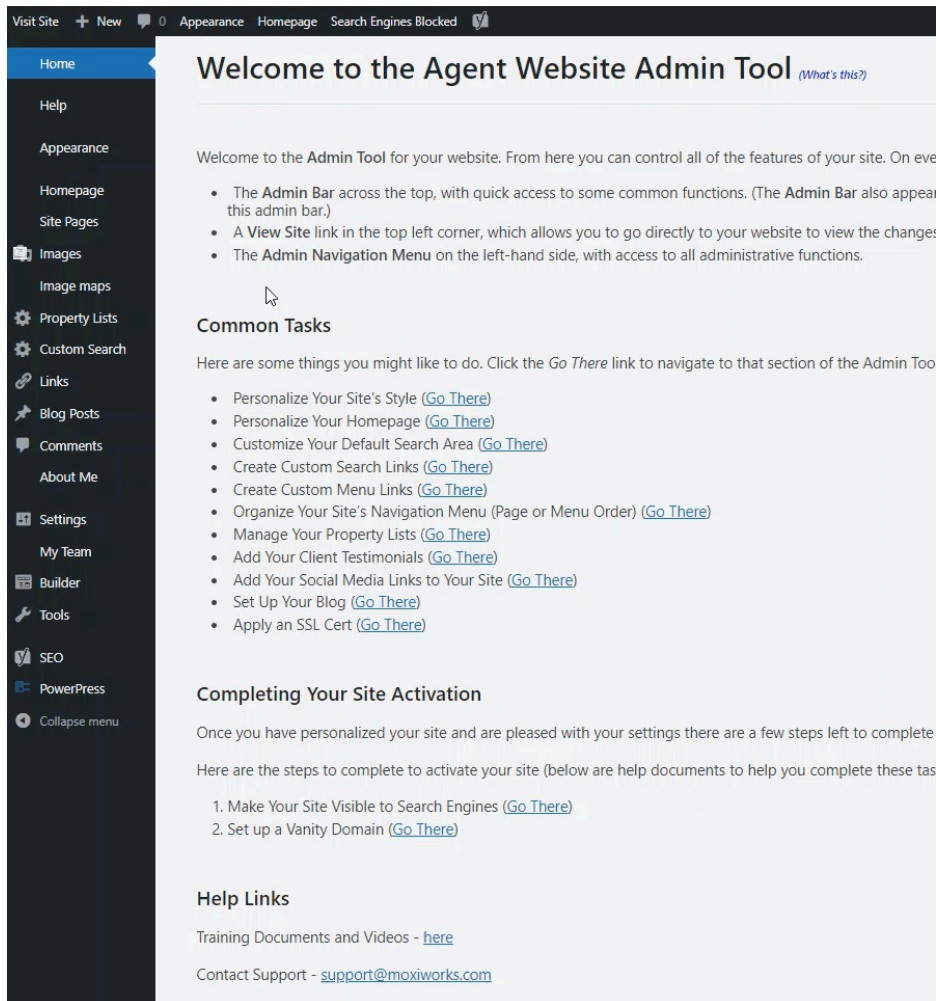 Visit Site New 0 Appearance Homepage Search Engines Blocked
Home
Help
Appearance
Homepage
Site Pages
Images
Image maps
Property Lists
Custom Search
Links
Blog Posts
Comments
About Me
Settings
My Team
Builder
Tools
SEO
PowerPress
Collapse menu
Welcome to the Agent Website Admin Tool (What's this?)
Welcome to the Admin Tool for your website. From here you can control all of the features of your site. On eve
• The Admin Bar across the top, with quick access to some common functions. (The Admin Bar also appear
this admin bar.)
• A View Site link in the top left corner, which allows you to go directly to your website to view the changes
• The Admin Navigation Menu on the left-hand side, with access to all administrative functions.
Common Tasks
Here are some things you might like to do. Click the Go There link to navigate to that section of the Admin Too
• Personalize Your Site's Style (Go There)
• Personalize Your Homepage (Go There)
• Customize Your Default Search Area (Go There)
• Create Custom Search Links (Go There)
• Create Custom Menu Links (Go There)
• Organize Your Site's Navigation Menu (Page or Menu Order) (Go There)
• Manage Your Property Lists (Go There)
• Add Your Client Testimonials (Go There)
• Add Your Social Media Links to Your Site (Go There)
• Set Up Your Blog (Go There)
• Apply an SSL Cert (Go There)
Completing Your Site Activation
Once you have personalized your site and are pleased with your settings there are a few steps left to complete
Here are the steps to complete to activate your site (below are help documents to help you complete these tas
1. Make Your Site Visible to Search Engines (Go There)
2. Set up a Vanity Domain (Go There)
Help Links
Training Documents and Videos - here
Contact Support - support@moxiworks.com